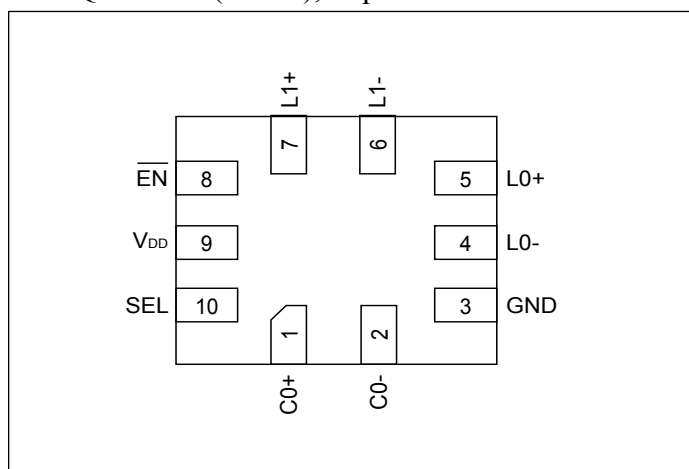 L1+ L1-
7 6
EN 8 5 L0+
VDD 9 4 L0-
SEL 10 3 GND
1 2
C0+ C0-